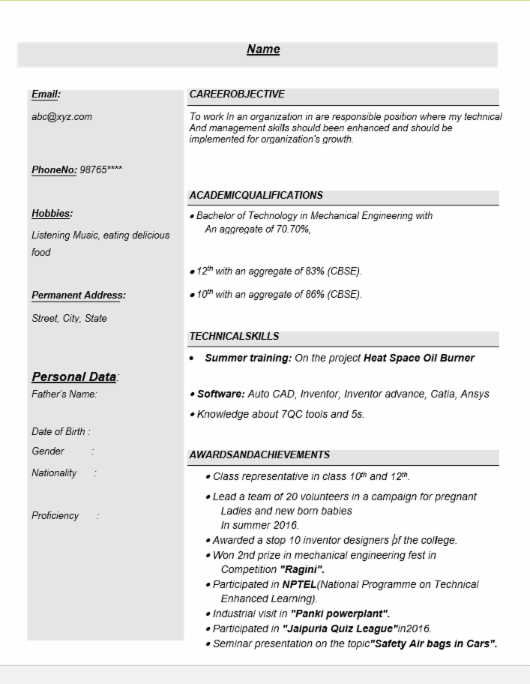 Name
Email:
abc@xyz.com
PhoneNo: 98765****
Hobbies:
Listening Music, eating delicious
food
Permanent Address:
Street, City, State
Personal Data:
Father's Name:
Date of Birth :
Gender :
Nationality :
Proficiency :
CAREEROBJECTIVE
To work In an organization in are responsible position where my technical
And management skills should been enhanced and should be
implemented for organization's growth.
ACADEMICQUALIFICATIONS
• Bachelor of Technology in Mechanical Engineering with
An aggregate of 70.70%,
• 12th with an aggregate of 83% (CBSE).
• 10th with an aggregate of 86% (CBSE).
TECHNICALSKILLS
• Summer training: On the project Heat Space Oil Burner
• Software: Auto CAD, Inventor, Inventor advance, Catia, Ansys
• Knowledge about 7QC tools and 5s.
AWARDSANDACHIEVEMENTS
• Class representative in class 10th and 12th.
• Lead a team of 20 volunteers in a campaign for pregnant
Ladies and new born babies
In summer 2016.
• Awarded a stop 10 inventor designers of the college.
• Won 2nd prize in mechanical engineering fest in
Competition "Ragini".
• Participated in NPTEL(National Programme on Technical
Enhanced Learning).
• Industrial visit in "Panki powerplant".
• Participated in "Jaipuria Quiz League"in2016.
• Seminar presentation on the topic"Safety Air bags in Cars".